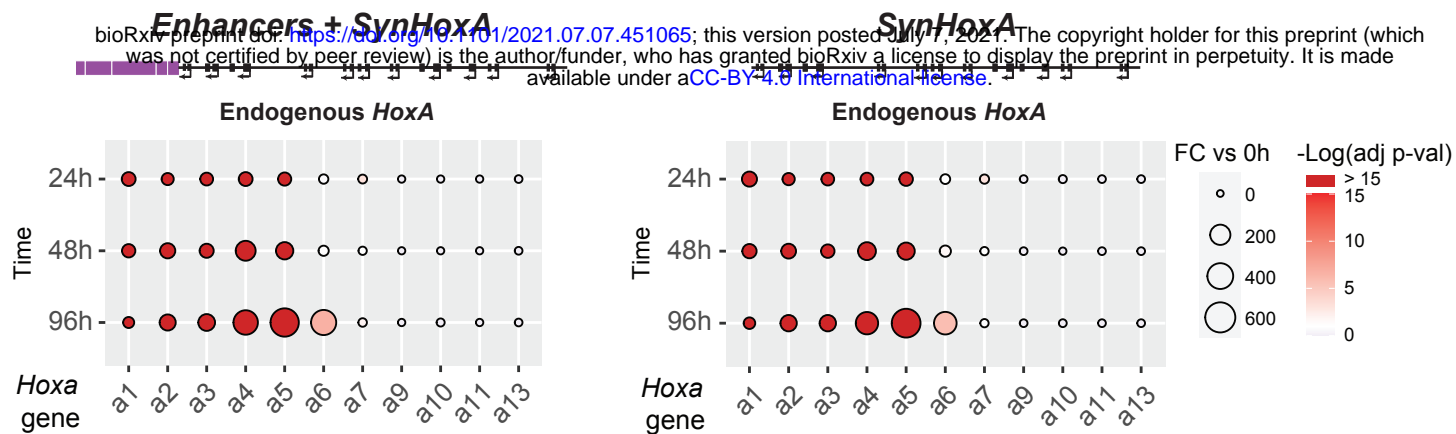 Enhancers + SynHoxA
SynHoxA
bioRxiv preprint doi: https://doi.org/10.1101/2021.07.07.451065; this version posted July 7, 2021. The copyright holder for this preprint (which
was not certified by peer review) is the author/funder, who has granted bioRxiv a license to display the preprint in perpetuity. It is made
available under aCC-BY 4.0 International license.
Endogenous HoxA
Time
24h
48h
96h
Hoxa
gene
a1 a2 a3 a4 a5 a6 a7 a9 a10 a11 a13
Endogenous HoxA
Time
24h
48h
96h
Hoxa
gene
a1 a2 a3 a4 a5 a6 a7 a9 a10 a11 a13
FC vs 0h
0
200
400
600
-Log(adj p-val)
> 15
15
10
5
0